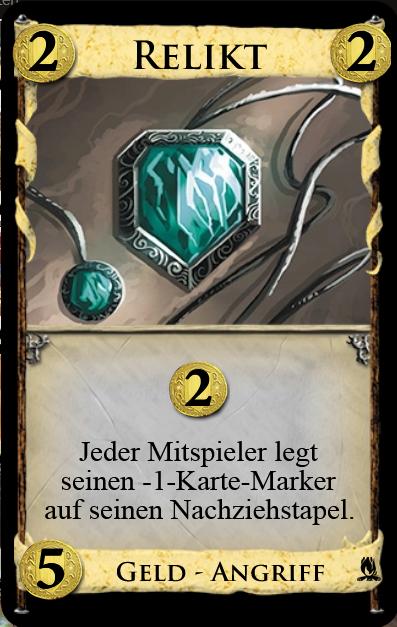 2 RELIKT 2
2
Jeder Mitspieler legt
seinen -1-Karte-Marker
auf seinen Nachziehstapel.
5 GELD - ANGRIFF